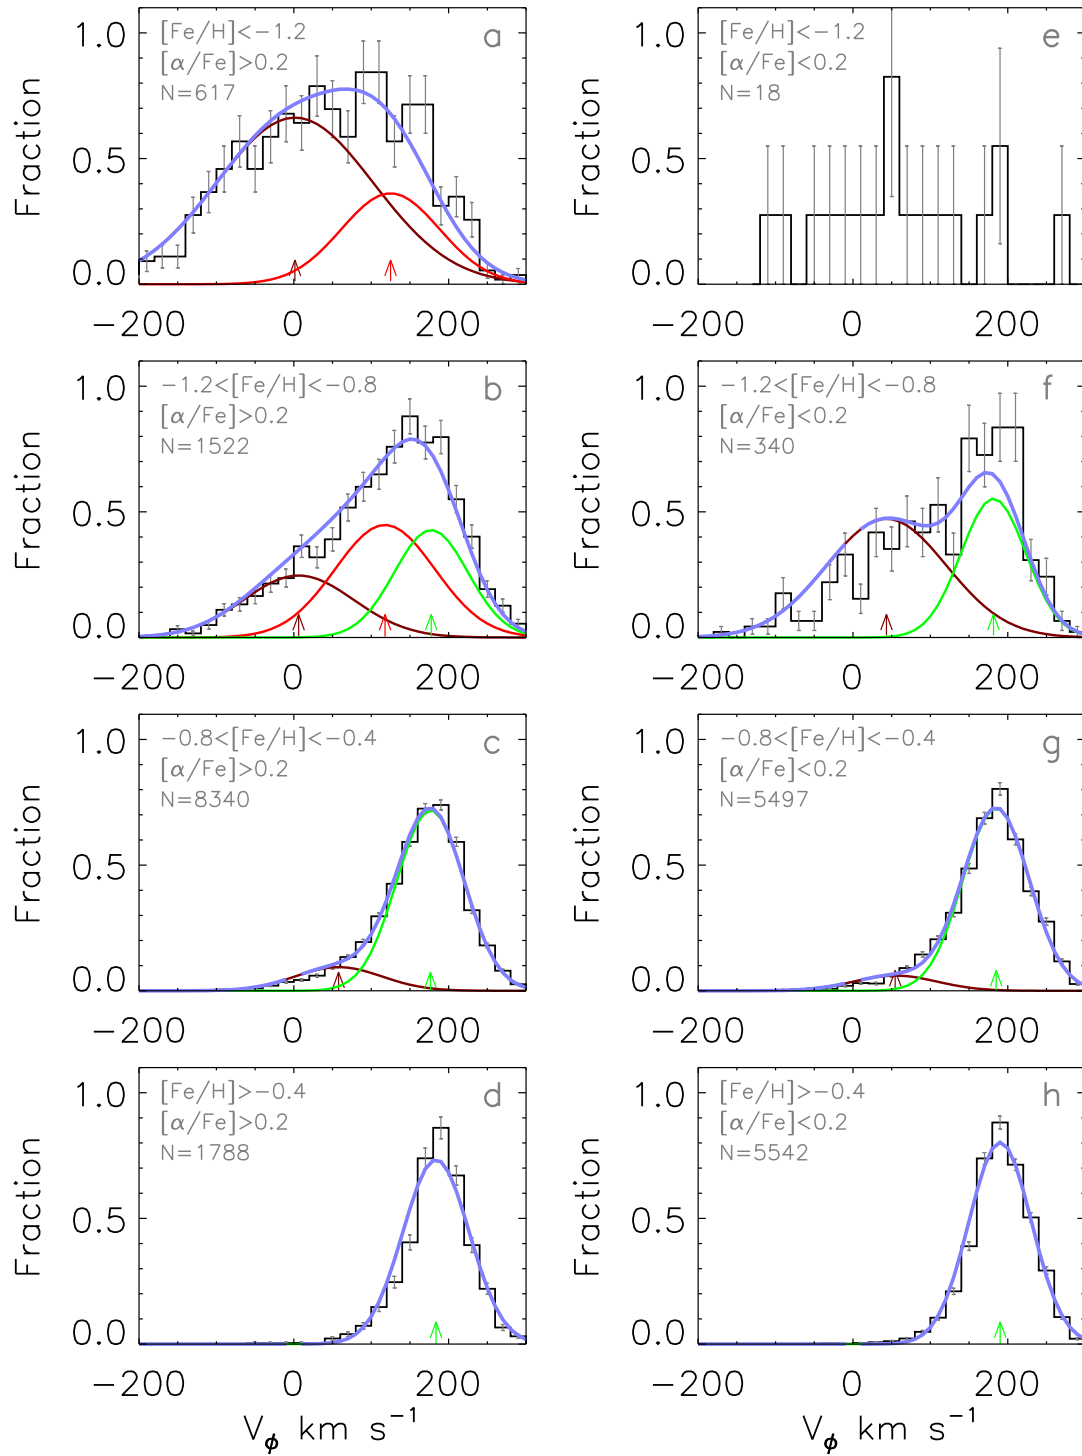 [Fe/H]<−1.2
[α/Fe]>0.2
N=617
a
Fraction
1.0
0.5
0.0
−200 0 200
[Fe/H]<−1.2
[α/Fe]<0.2
N=18
e
Fraction
1.0
0.5
0.0
−200 0 200
−1.2<[Fe/H]<−0.8
[α/Fe]>0.2
N=1522
b
Fraction
1.0
0.5
0.0
−200 0 200
−1.2<[Fe/H]<−0.8
[α/Fe]<0.2
N=340
f
Fraction
1.0
0.5
0.0
−200 0 200
−0.8<[Fe/H]<−0.4
[α/Fe]>0.2
N=8340
c
Fraction
1.0
0.5
0.0
−200 0 200
−0.8<[Fe/H]<−0.4
[α/Fe]<0.2
N=5497
g
Fraction
1.0
0.5
0.0
−200 0 200
[Fe/H]>−0.4
[α/Fe]>0.2
N=1788
d
Fraction
1.0
0.5
0.0
−200 0 200
V_ϕ km s⁻¹
[Fe/H]>−0.4
[α/Fe]<0.2
N=5542
h
Fraction
1.0
0.5
0.0
−200 0 200
V_ϕ km s⁻¹